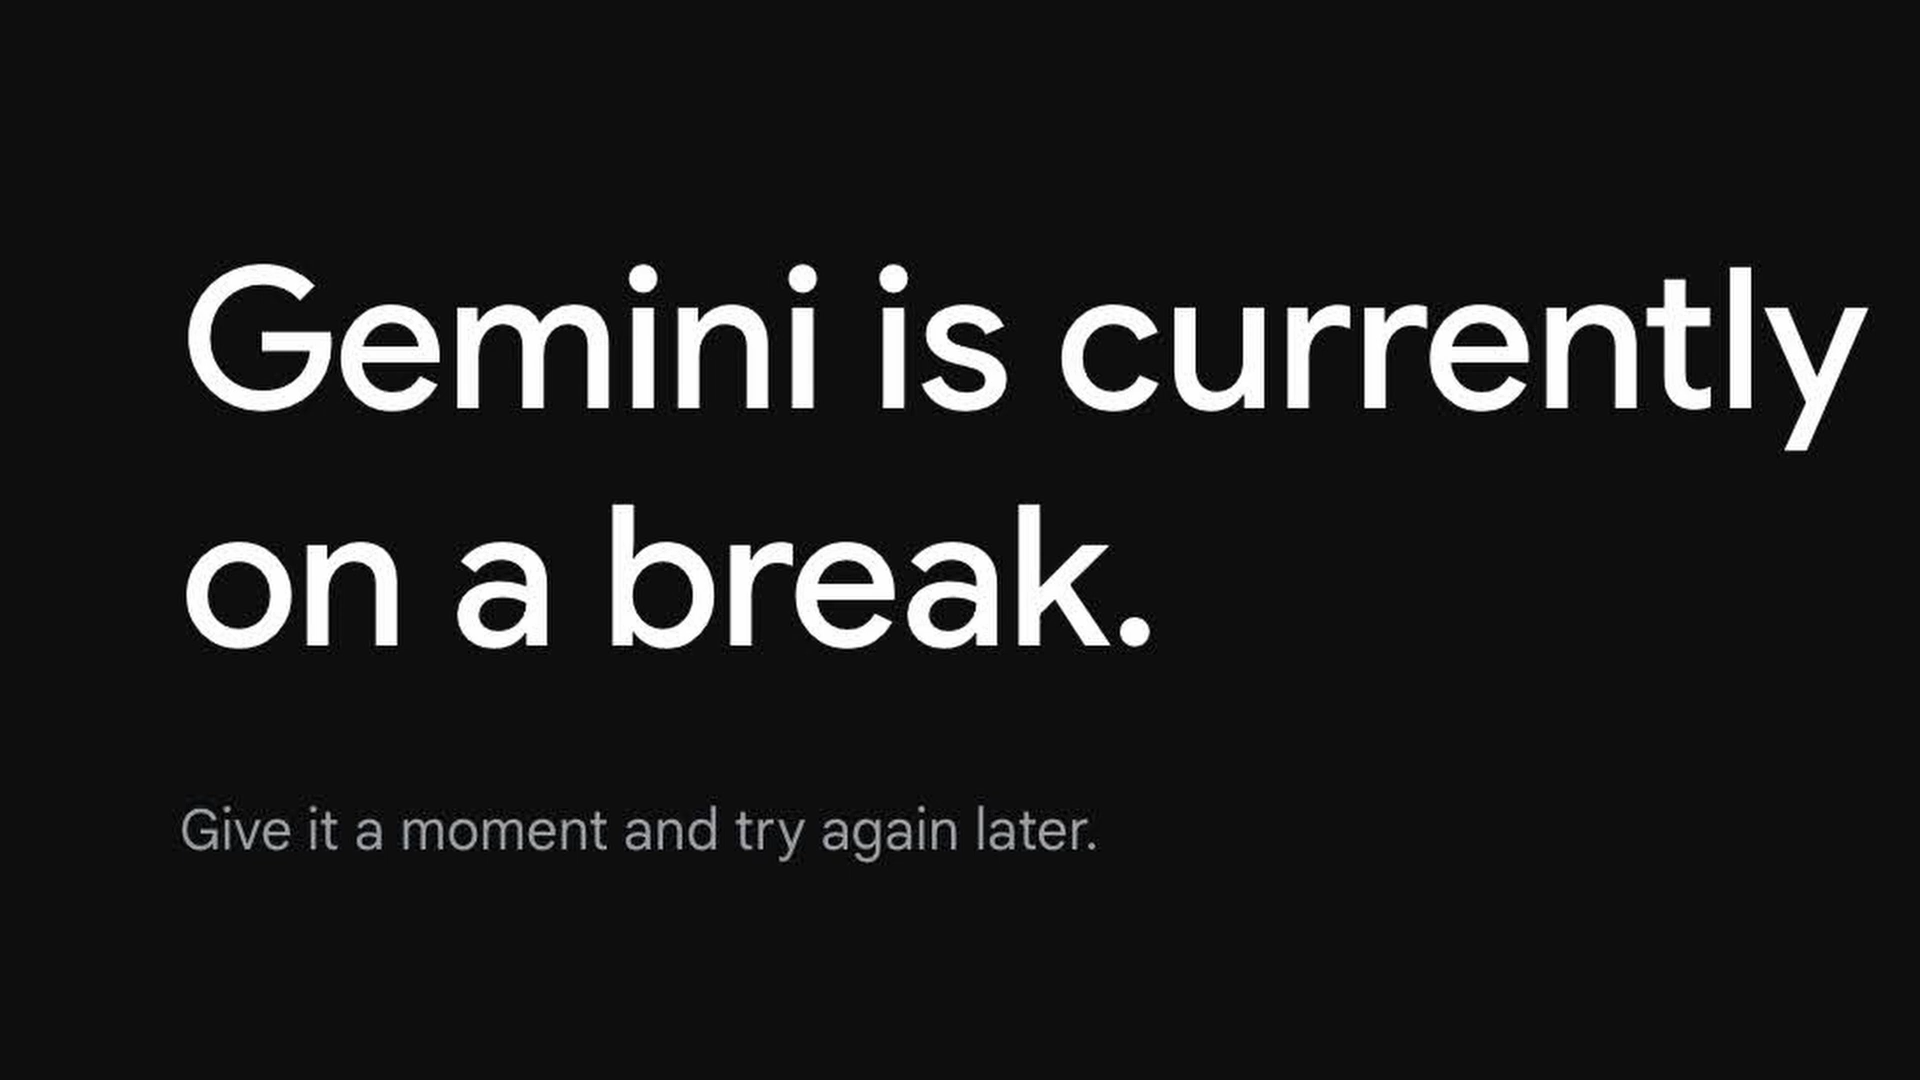 Gemini is currently
on a break.
Give it a moment and try again later.